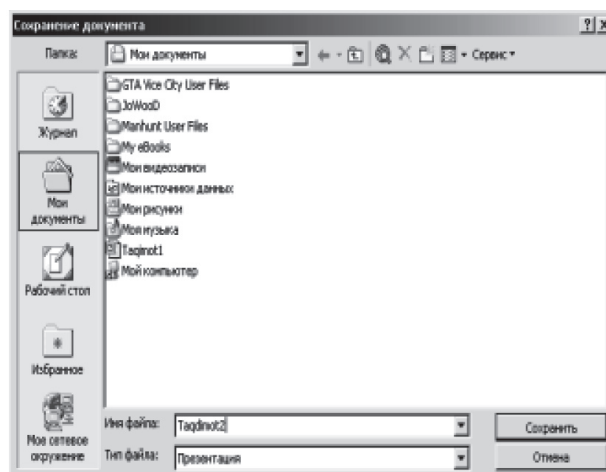 Сохранение документа
Папка: Мои документы Сервис
GTA Vice City User Files
JoWooD
Manhunt User Files
My eBooks
Мои видеозаписи
Мои источники данных
Мои рисунки
Моя музыка
Taqimot1
Мой компьютер
Журнал
Мои документы
Рабочий стол
Избранное
Мое сетевое окружение
Имя файла: Taqdimot2 Сохранить
Тип файла: Презентация Отмена